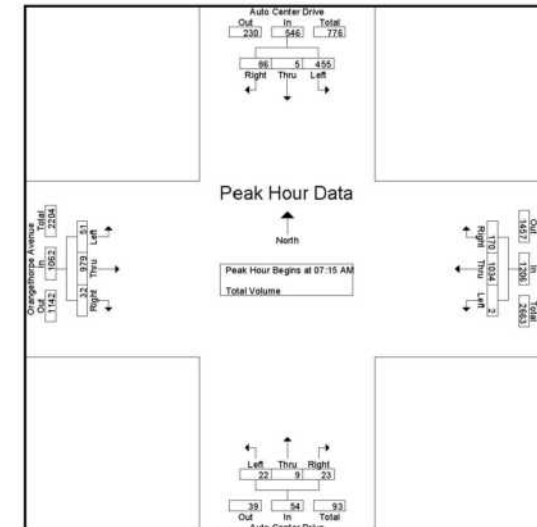 Auto Center Drive
Out In Total
230 546 776
86 5 455
Right Thru Left
Peak Hour Data
North
Peak Hour Begins at 07:15 AM
Total Volume
Orangethorpe Avenue
Out In Total
1142 1062 2204
32 979 51
Right Thru Left
Out In Total
1457 1206 2663
170 1034 2
Right Thru Left
Left Thru Right
22 9 23
39 54 93
Out In Total
Auto Center Drive